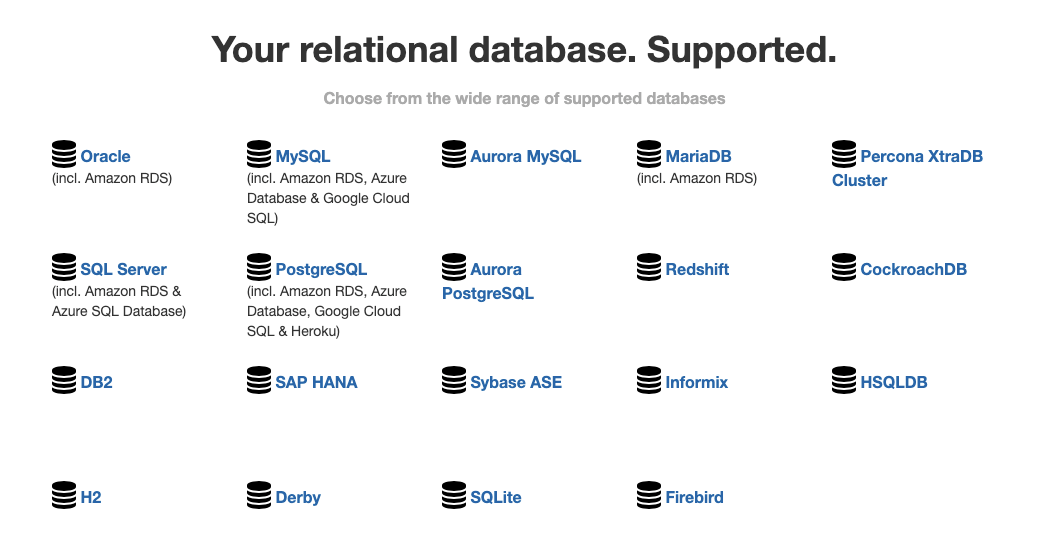 Your relational database. Supported.
Choose from the wide range of supported databases
Oracle
(incl. Amazon RDS)
MySQL
(incl. Amazon RDS, Azure
Database & Google Cloud
SQL)
Aurora MySQL
MariaDB
(incl. Amazon RDS)
Percona XtraDB
Cluster
SQL Server
(incl. Amazon RDS &
Azure SQL Database)
PostgreSQL
(incl. Amazon RDS, Azure
Database, Google Cloud
SQL & Heroku)
Aurora
PostgreSQL
Redshift
CockroachDB
DB2
SAP HANA
Sybase ASE
Informix
HSQLDB
H2
Derby
SQLite
Firebird